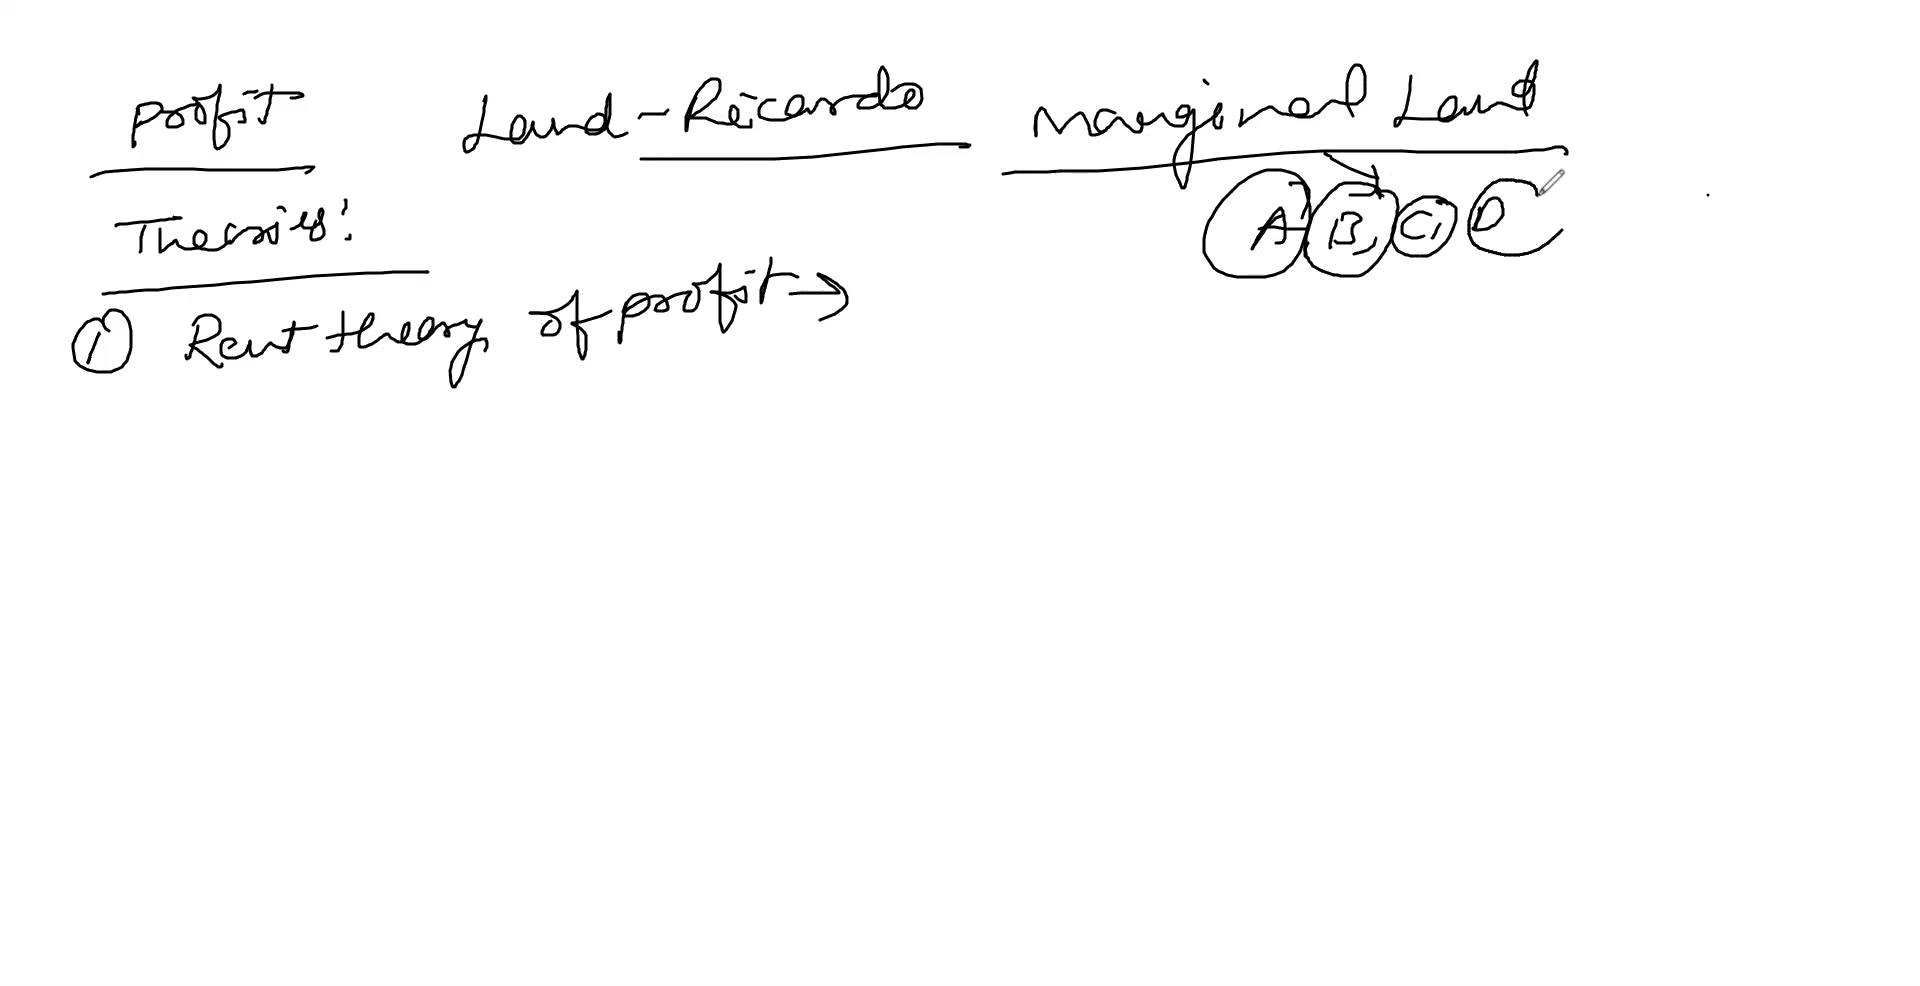 Profit Land - Ricardo Marginal Land
Theories: A B, C, D
① Rent theory of profit →